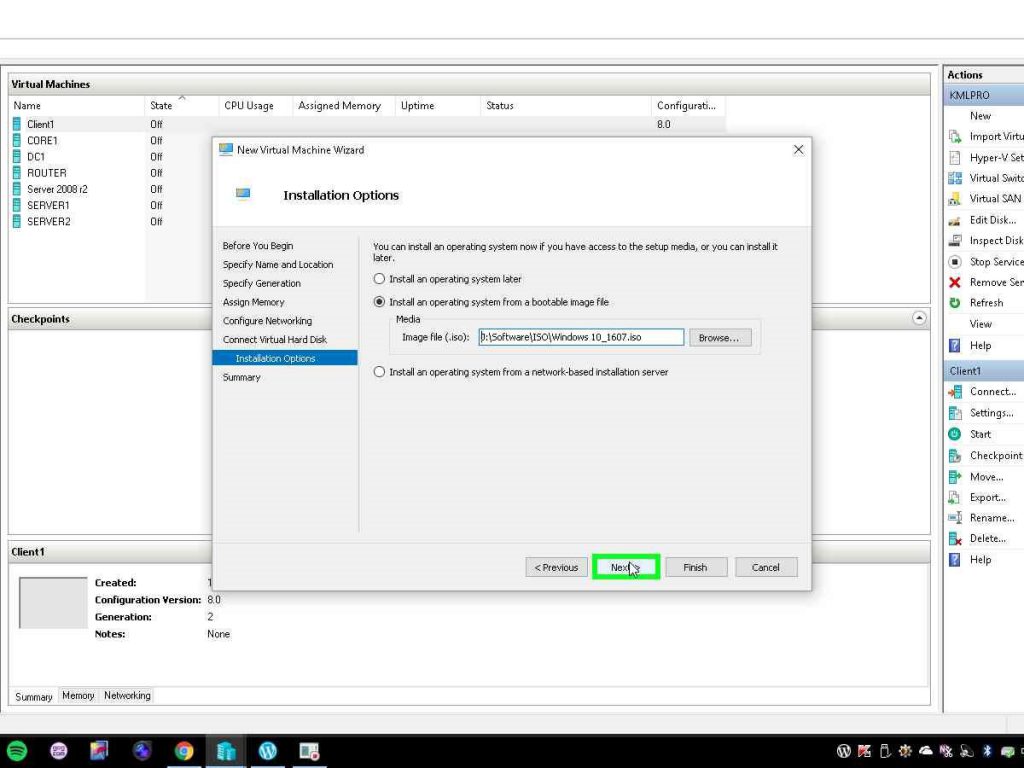 Virtual Machines
Name State CPU Usage Assigned Memory Uptime Status Configurati...
Client1 Off 8.0
CORE1 Off
DC1 Off
ROUTER Off
Server 2008 r2 Off
SERVER1 Off
SERVER2 Off
Checkpoints
Client1
Created:
Configuration Version: 8.0
Generation: 2
Notes: None
Summary Memory Networking
New Virtual Machine Wizard
Installation Options
Before You Begin
Specify Name and Location
Specify Generation
Assign Memory
Configure Networking
Connect Virtual Hard Disk
Installation Options
Summary
You can install an operating system now if you have access to the setup media, or you can install it
later.
Install an operating system later
Install an operating system from a bootable image file
Media
Image file (.iso): :\Software\ISO\Windows 10_1607.iso Browse...
Install an operating system from a network-based installation server
< Previous Next > Finish Cancel
Actions
KMLPRO
New
Import Virtu
Hyper-V Set
Virtual Switc
Virtual SAN
Edit Disk...
Inspect Disk
Stop Service
Remove Ser
Refresh
View
Help
Client1
Connect...
Settings...
Start
Checkpoint
Move...
Export...
Rename...
Delete...
Help